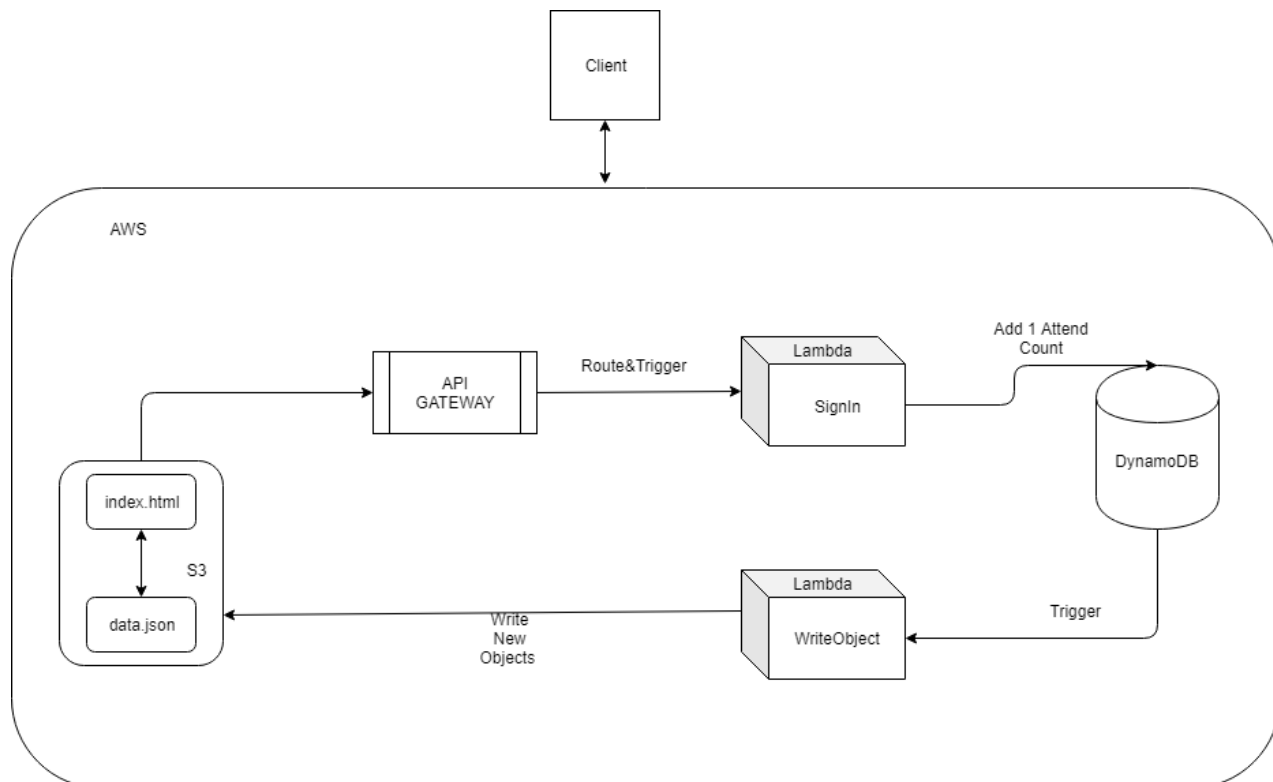 Client
AWS
Add 1 Attend
Count
Lambda
API
GATEWAY
Route&Trigger
SignIn
DynamoDB
index.html
S3
data.json
Lambda
WriteObject
Trigger
Write
New
Objects